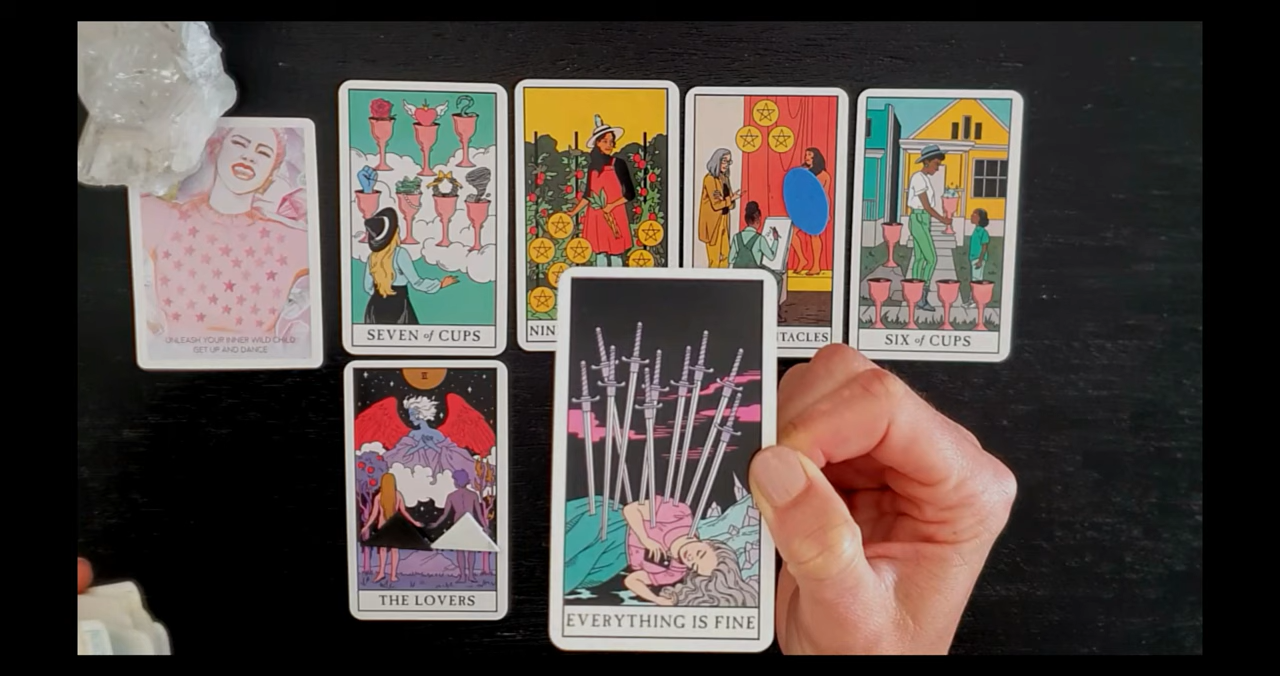 UNLEASH YOUR INNER WILD CHILD
GET UP AND DANCE
SEVEN of CUPS
NIN
TACLES
SIX of CUPS
II
THE LOVERS
EVERYTHING IS FINE